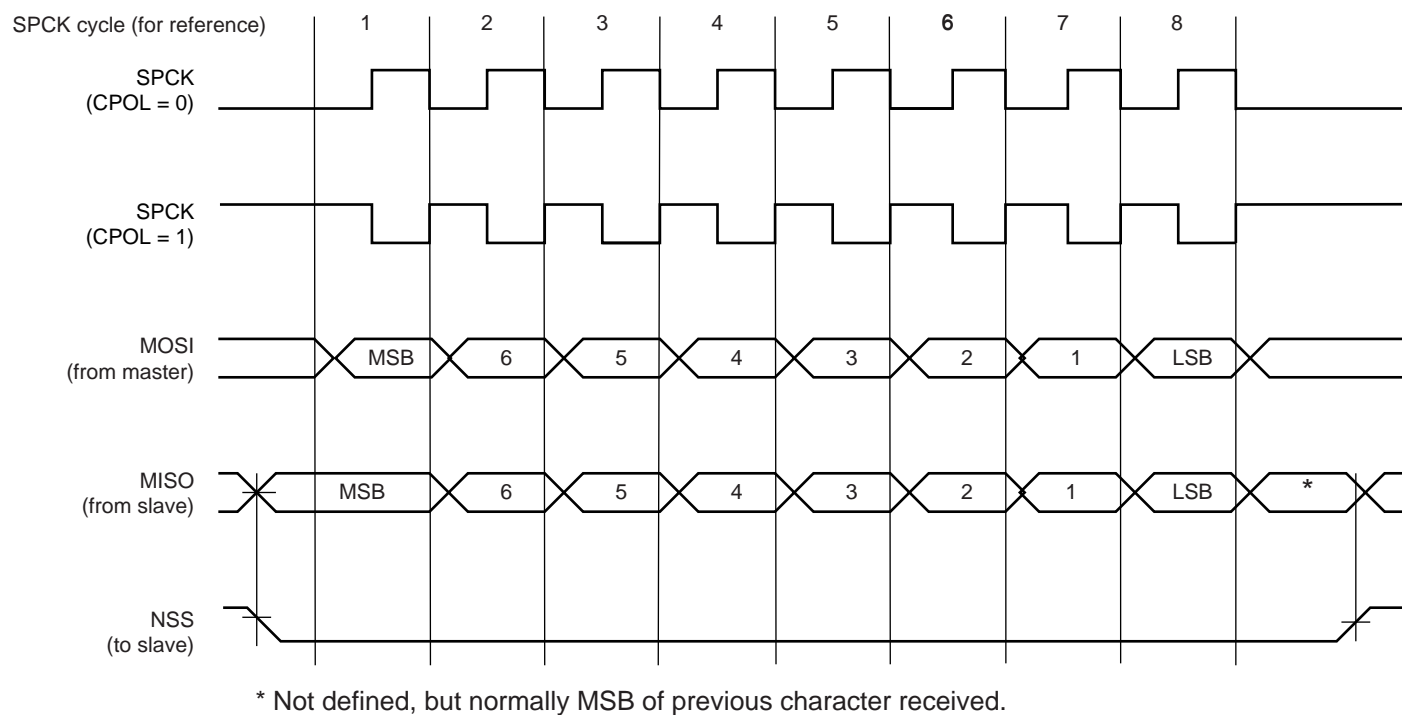 SPCK cycle (for reference) 1 2 3 4 5 6 7 8
SPCK
(CPOL = 0)
SPCK
(CPOL = 1)
MOSI
(from master)
MSB 6 5 4 3 2 1 LSB
MISO
(from slave)
MSB 6 5 4 3 2 1 LSB *
NSS
(to slave)
* Not defined, but normally MSB of previous character received.